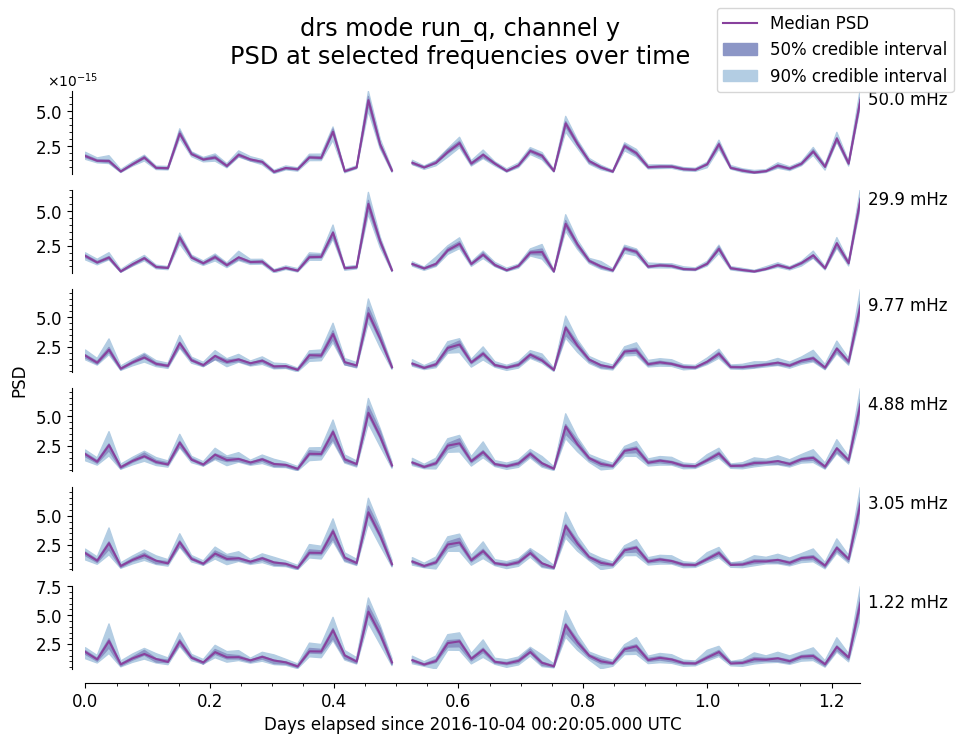 drs mode run_q, channel y
PSD at selected frequencies over time
Median PSD
50% credible interval
90% credible interval
×10−15
5.0
2.5
50.0 mHz
5.0
2.5
29.9 mHz
5.0
2.5
9.77 mHz
PSD
5.0
2.5
4.88 mHz
5.0
2.5
3.05 mHz
7.5
5.0
2.5
1.22 mHz
0.0 0.2 0.4 0.6 0.8 1.0 1.2
Days elapsed since 2016-10-04 00:20:05.000 UTC